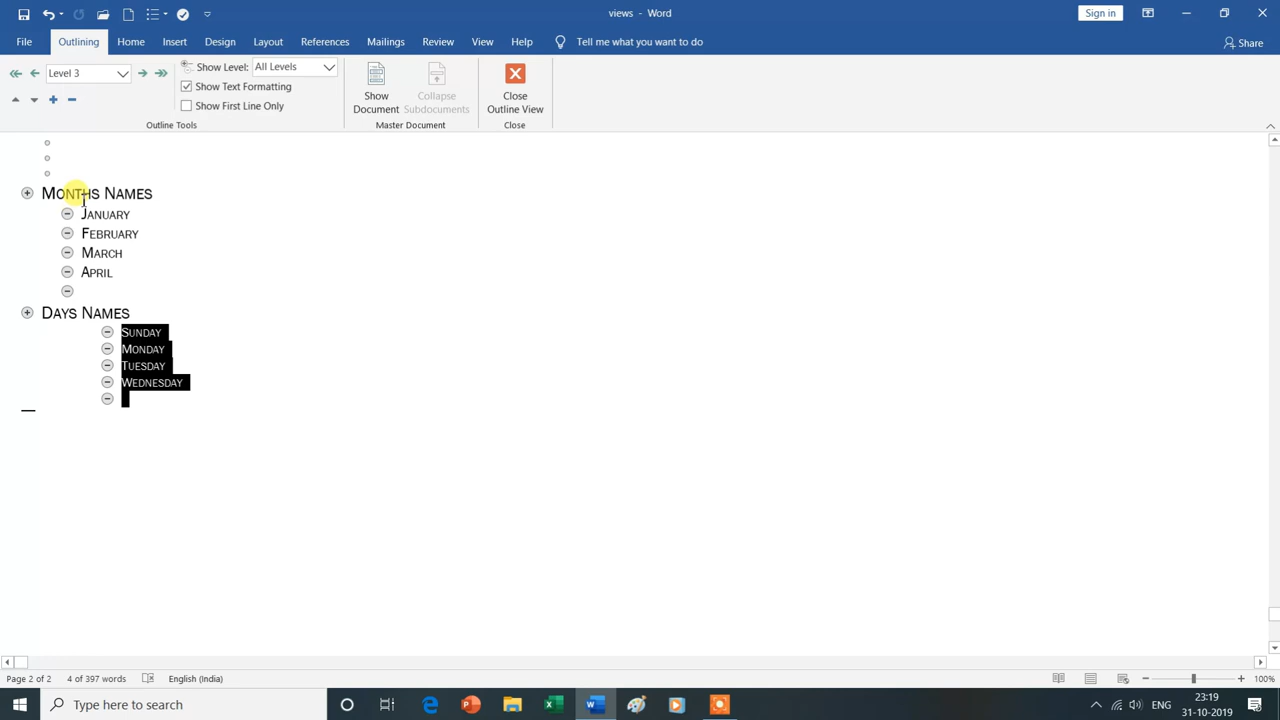 views - Word
Sign in
File Outlining Home Insert Design Layout References Mailings Review View Help Tell me what you want to do Share
Level 3
Show Level: All Levels
Show Text Formatting
Show First Line Only
Outline Tools
Show Document
Collapse Subdocuments
Master Document
Close Outline View
Close
MONTHS NAMES
JANUARY
FEBRUARY
MARCH
APRIL
DAYS NAMES
SUNDAY
MONDAY
TUESDAY
WEDNESDAY
Page 2 of 2 4 of 397 words English (India) 100%
Type here to search
ENG
23:19
31-10-2019